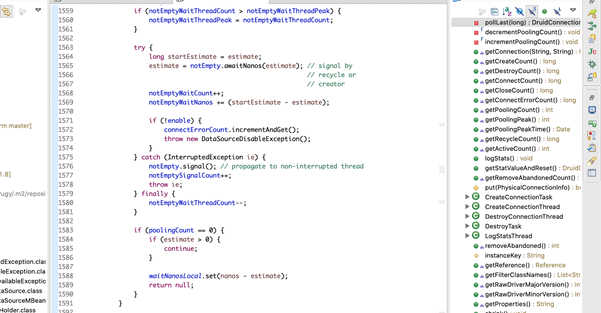 1559 if (notEmptyWaitThreadCount > notEmptyWaitThreadPeak) {
1560 notEmptyWaitThreadPeak = notEmptyWaitThreadCount;
1561 }
1562
1563 try {
1564 long startEstimate = estimate;
1565 estimate = notEmpty.awaitNanos(estimate); // signal by
1566 // recycle or
1567 // creator
1568 notEmptyWaitCount++;
1569 notEmptyWaitNanos += (startEstimate - estimate);
1570
1571 if (!enable) {
1572 connectErrorCount.incrementAndGet();
1573 throw new DataSourceDisableException();
1574 }
1575 } catch (InterruptedException ie) {
1576 notEmpty.signal(); // propagate to non-interrupted thread
1577 notEmptySignalCount++;
1578 throw ie;
1579 } finally {
1580 notEmptyWaitThreadCount--;
1581 }
1582
1583 if (poolingCount == 0) {
1584 if (estimate > 0) {
1585 continue;
1586 }
1587
1588 waitNanosLocal.set(nanos - estimate);
1589 return null;
1590 }
1591 }
rm master]
1.8]
rugy/.m2/reposi
edException.clas
leException.clas
vailableExceptio
ataSource.class
ataSourceMBean
Holder.class
pollLast(long) : DruidConnection
decrementPoolingCount() : void
incrementPoolingCount() : void
getConnection(String, String) : C
getCreateCount() : long
getDestroyCount() : long
getConnectCount() : long
getCloseCount() : long
getConnectErrorCount() : long
getPoolingCount() : int
getPoolingPeak() : int
getPoolingPeakTime() : Date
getRecycleCount() : long
getActiveCount() : int
logStats() : void
getStatValueAndReset() : Druid
getRemoveAbandonedCount() :
put(PhysicalConnectionInfo) : b
CreateConnectionTask
CreateConnectionThread
DestroyConnectionThread
DestroyTask
LogStatsThread
removeAbandoned() : int
instanceKey : String
getReference() : Reference
getFilterClassNames() : List<Str
getRawDriverMajorVersion() : in
getRawDriverMinorVersion() : in
getProperties() : String